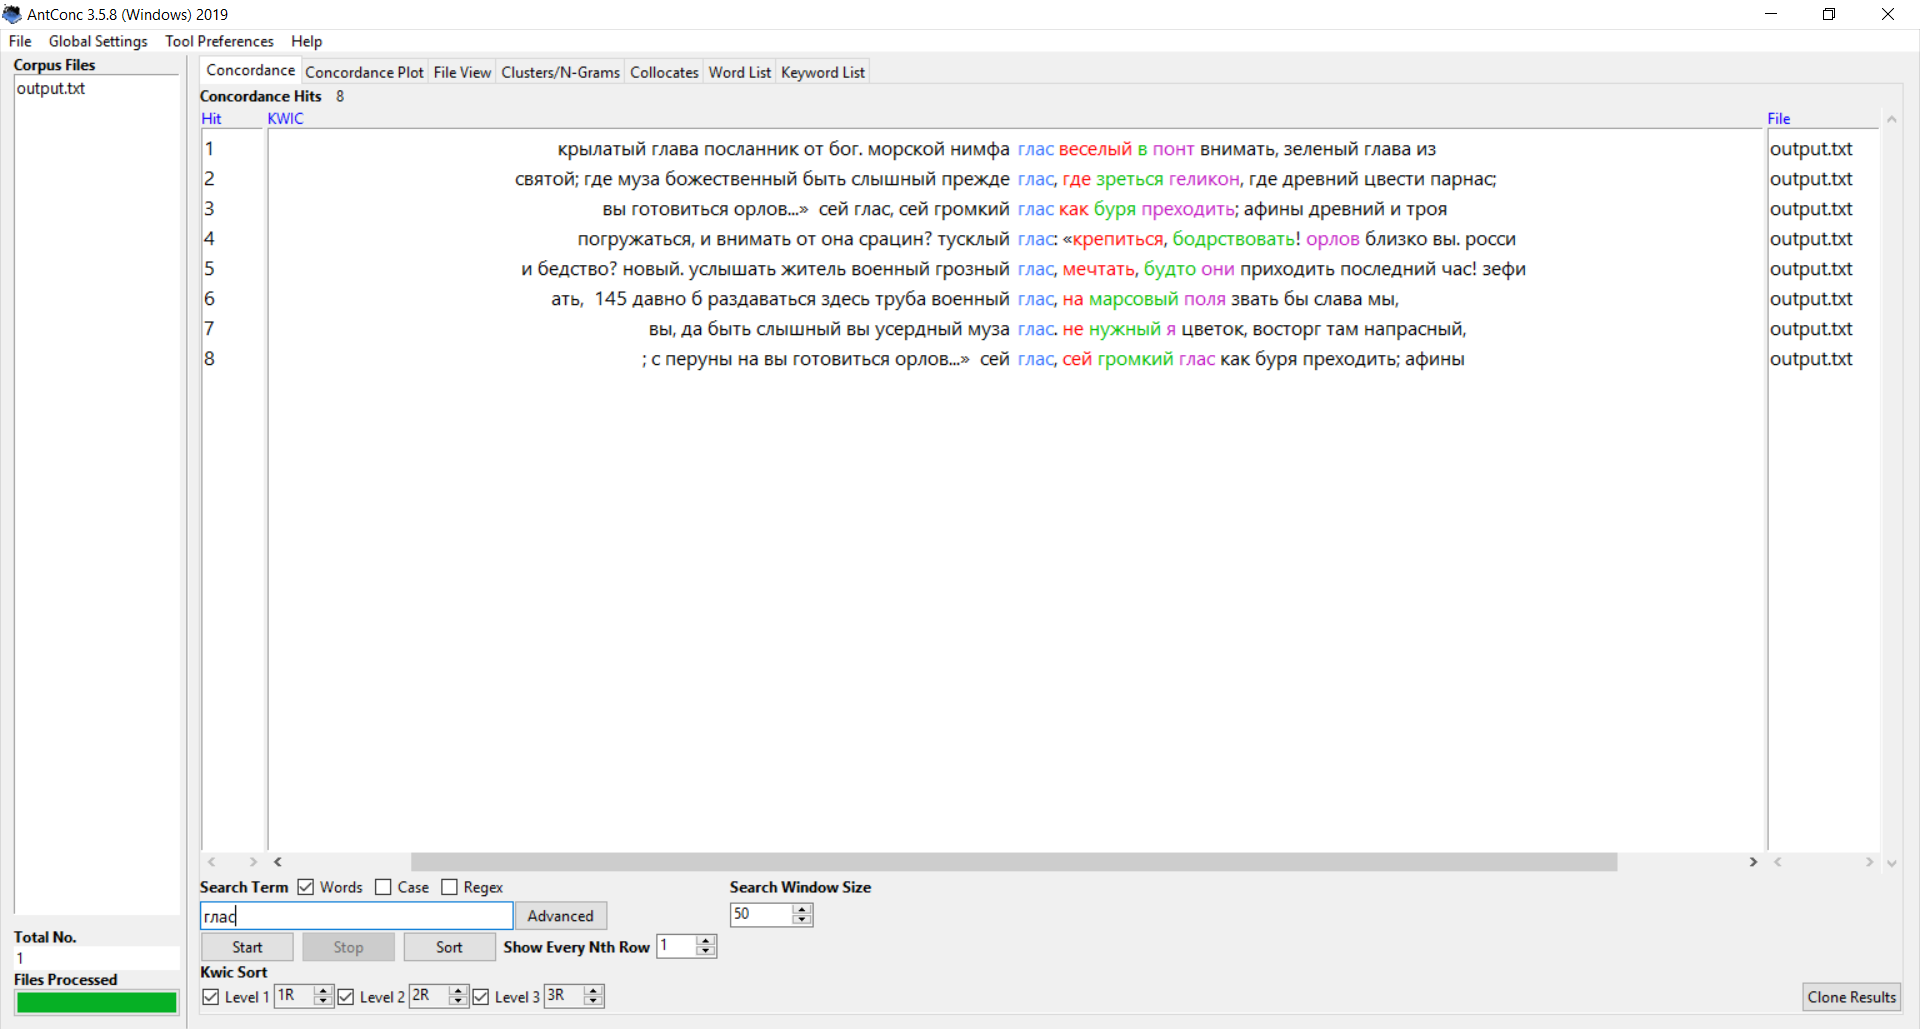 AntConc 3.5.8 (Windows) 2019
File Global Settings Tool Preferences Help
Corpus Files
output.txt
Concordance Concordance Plot File View Clusters/N-Grams Collocates Word List Keyword List
Concordance Hits 8
Hit KWIC File
1 крылатый глава посланник от бог. морской нимфа глас веселый в понт внимать, зеленый глава из output.txt
2 святой; где муза божественный быть слышный прежде глас, где зреться геликон, где древний цвести парнас; output.txt
3 вы готовиться орлов...» сей глас, сей громкий глас как буря преходить; афины древний и троя output.txt
4 погружаться, и внимать от она срацин? тусклый глас: «крепиться, бодрствовать! орлов близко вы. росси output.txt
5 и бедство? новый. услышать житель военный грозный глас, мечтать, будто они приходить последний час! зефи output.txt
6 ать, 145 давно б раздаваться здесь труба военный глас, на марсовый поля звать бы слава мы, output.txt
7 вы, да быть слышный вы усердный муза глас. не нужный я цветок, восторг там напрасный, output.txt
8 ; с перуны на вы готовиться орлов...» сей глас, сей громкий глас как буря преходить; афины output.txt
Search Term Words Case Regex Search Window Size
глас Advanced 50
Start Stop Sort Show Every Nth Row 1
Total No.
1
Files Processed
Kwic Sort
Level 1 1R Level 2 2R Level 3 3R Clone Results